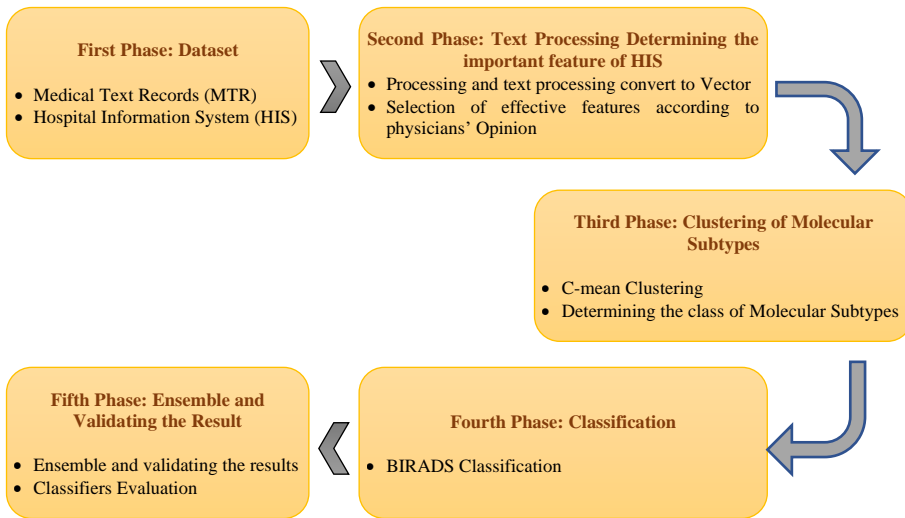 First Phase: Dataset
• Medical Text Records (MTR)
• Hospital Information System (HIS)
Second Phase: Text Processing Determining the
important feature of HIS
• Processing and text processing convert to Vector
• Selection of effective features according to
physicians' Opinion
Third Phase: Clustering of Molecular
Subtypes
• C-mean Clustering
• Determining the class of Molecular Subtypes
Fourth Phase: Classification
• BIRADS Classification
Fifth Phase: Ensemble and
Validating the Result
• Ensemble and validating the results
• Classifiers Evaluation